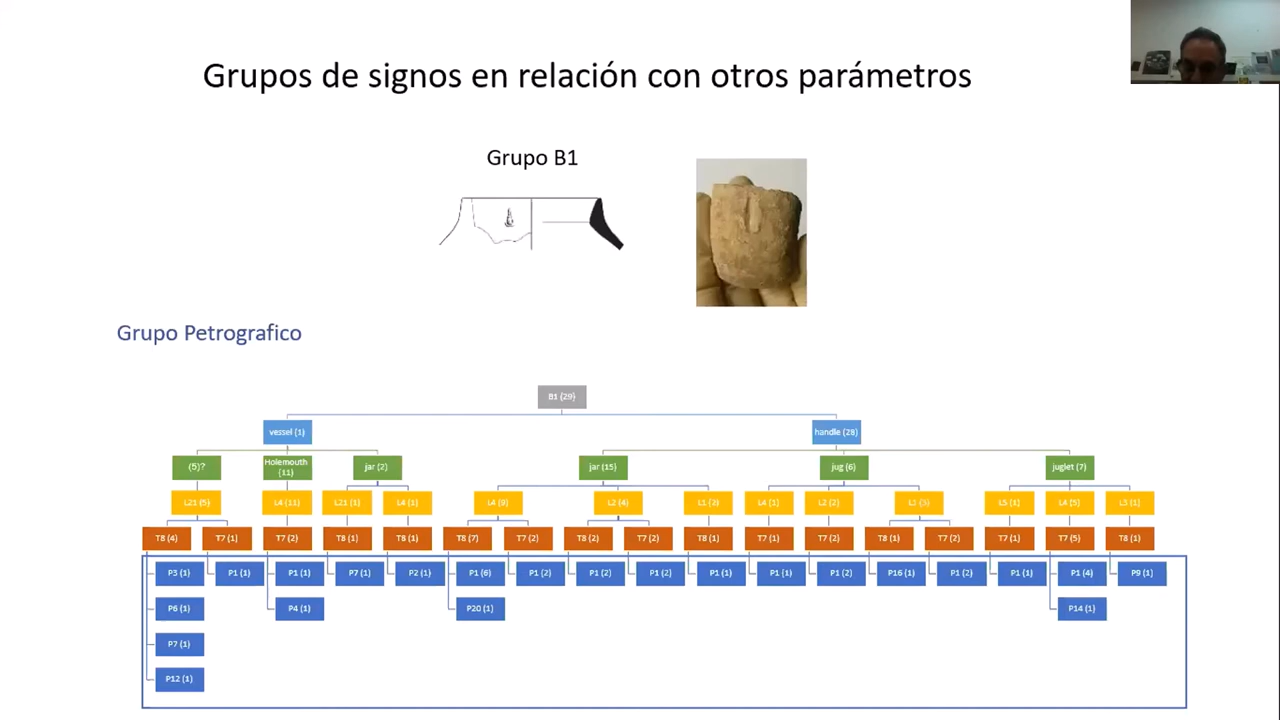 Grupos de signos en relación con otros parámetros
Grupo B1
Grupo Petrografico
B1 (29)
vessel (1) handle (28)
(5)? Holemouth (11) jar (2) jar (15) jug (6) juglet (7)
L21 (5) L4 (11) L21 (1) L4 (1) L4 (9) L2 (4) L1 (2) L4 (1) L2 (2) L3 (3) L5 (1) L4 (5) L3 (1)
T8 (4) T7 (1) T7 (2) T8 (1) T8 (1) T8 (7) T7 (2) T8 (2) T7 (2) T8 (1) T7 (1) T7 (2) T8 (1) T7 (2) T7 (1) T7 (5) T8 (1)
P3 (1) P1 (1) P1 (1) P7 (1) P2 (1) P1 (6) P1 (2) P1 (2) P1 (2) P1 (1) P1 (1) P1 (2) P16 (1) P1 (2) P1 (1) P1 (4) P9 (1)
P6 (1) P4 (1) P20 (1) P14 (1)
P7 (1)
P12 (1)